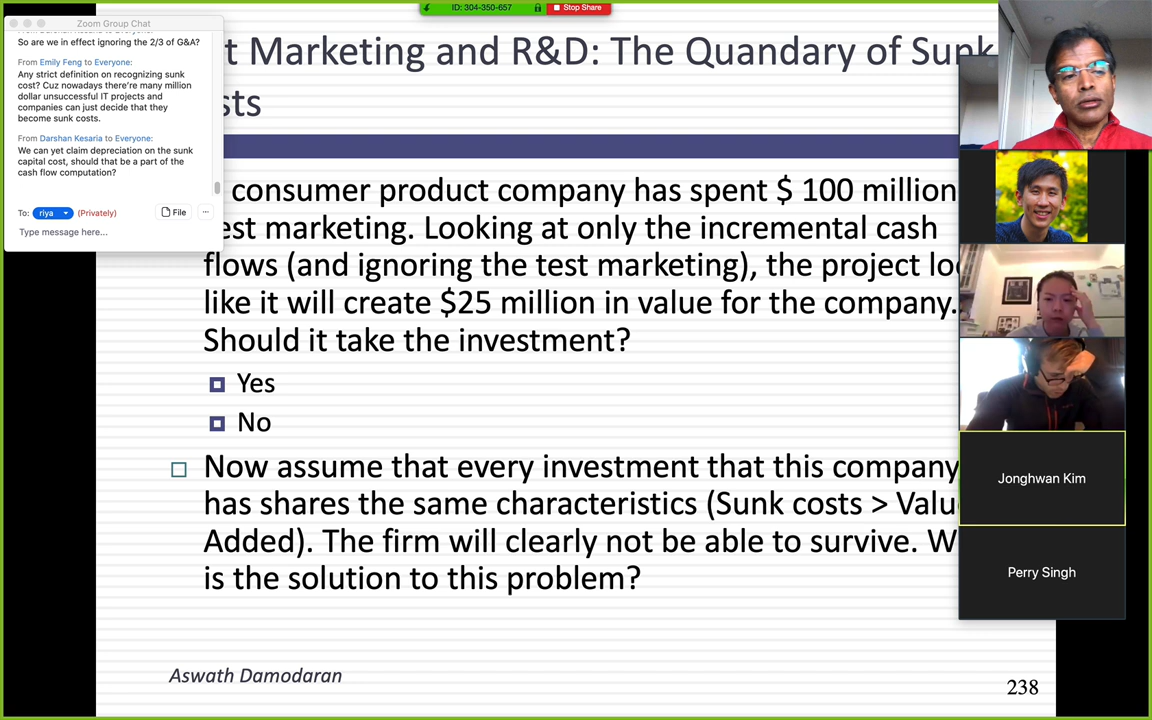 ID: 304-350-657
Stop Share
Zoom Group Chat
So are we in effect ignoring the 2/3 of G&A?
From Emily Feng to Everyone:
Any strict definition on recognizing sunk
cost? Cuz nowadays there're many million
dollar unsuccessful IT projects and
companies can just decide that they
become sunk costs.
From Darshan Kesaria to Everyone:
We can yet claim depreciation on the sunk
capital cost, should that be a part of the
cash flow computation?
To: riya (Privately)
File
...
Type message here...
t Marketing and R&D: The Quandary of Sunk
sts
consumer product company has spent $ 100 million
est marketing. Looking at only the incremental cash
flows (and ignoring the test marketing), the project loo
like it will create $25 million in value for the company.
Should it take the investment?
Yes
No
Now assume that every investment that this company
has shares the same characteristics (Sunk costs > Valu
Added). The firm will clearly not be able to survive. W
is the solution to this problem?
Aswath Damodaran
238
Jonghwan Kim
Perry Singh